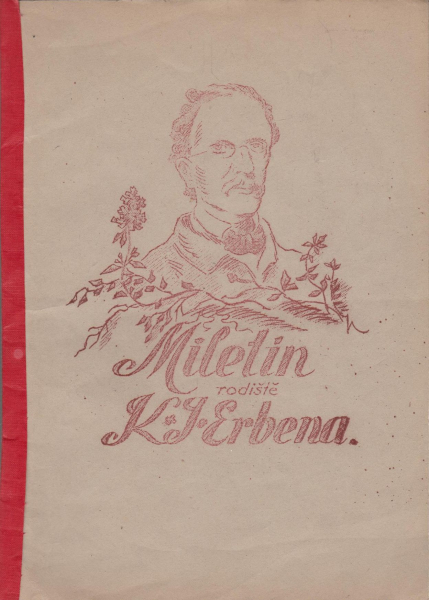 Miletín
rodiště
K. J. Erbena.